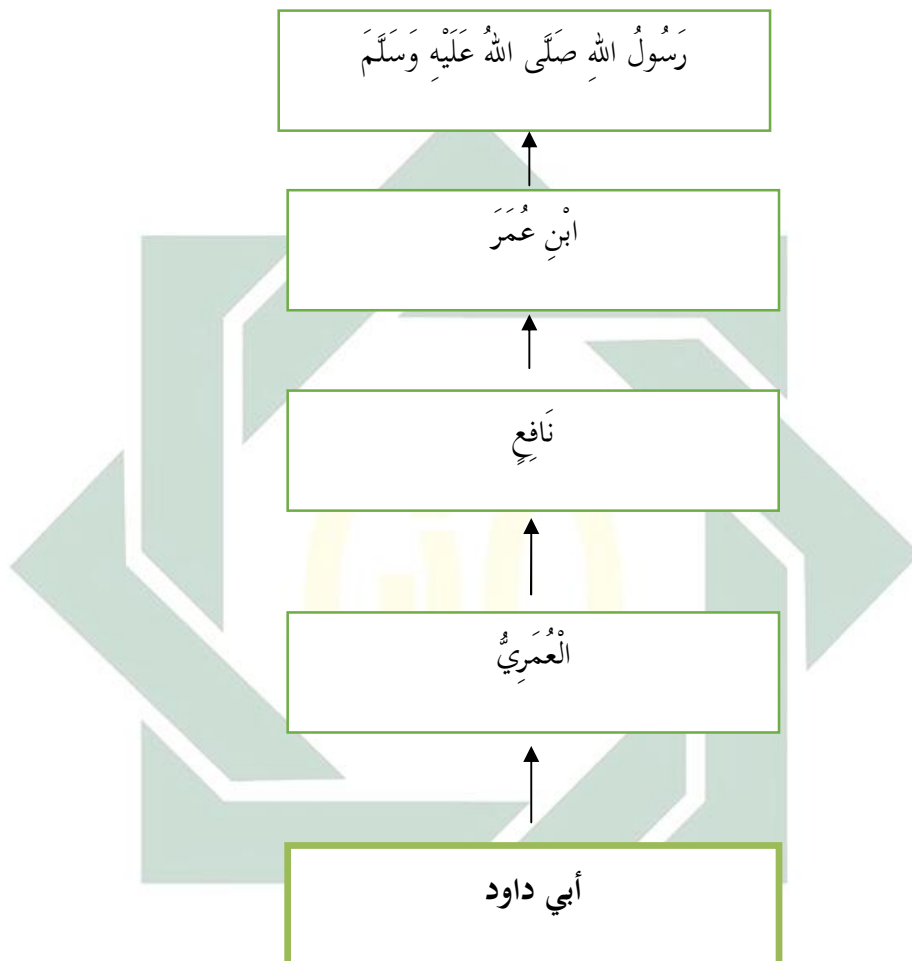 رَسُولُ اللهِ صَلَّى اللهُ عَلَيْهِ وَسَلَّمَ
ابْنِ عُمَرَ
نَافِعٍ
الْعُمَرِيُّ
أبي داود